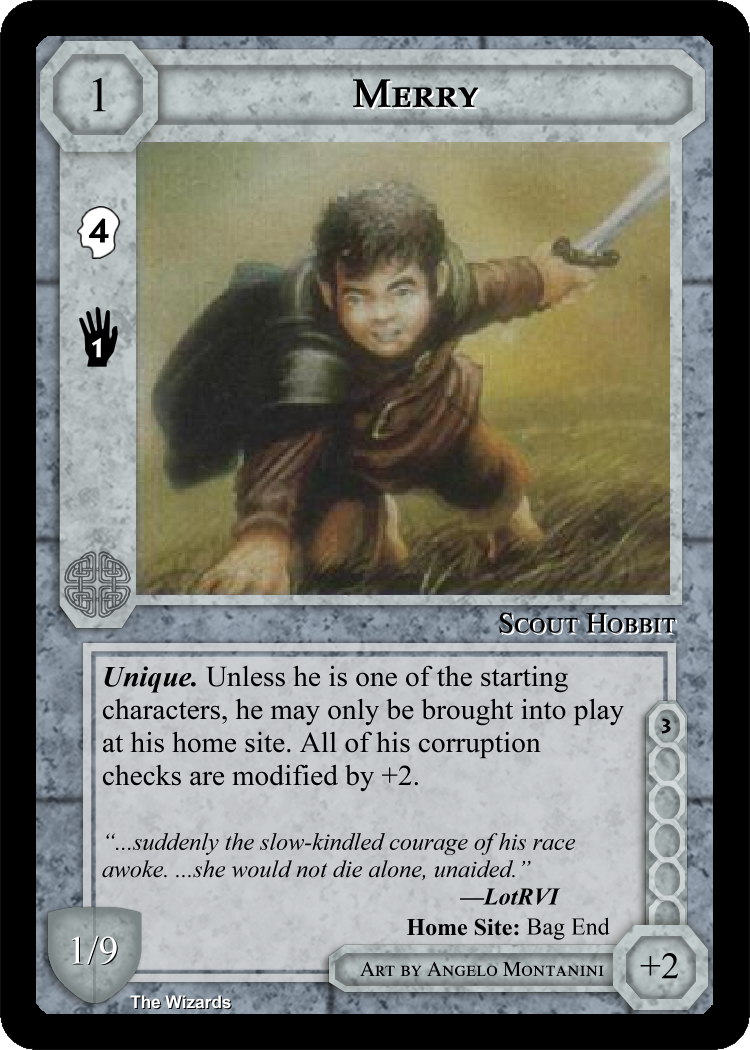 1
MERRY
4
1
SCOUT HOBBIT
Unique. Unless he is one of the starting
characters, he may only be brought into play
at his home site. All of his corruption
checks are modified by +2.
3
“...suddenly the slow-kindled courage of his race
awoke. ...she would not die alone, unaided.”
—LotRVI
Home Site: Bag End
1/9
ART BY ANGELO MONTANINI
+2
The Wizards